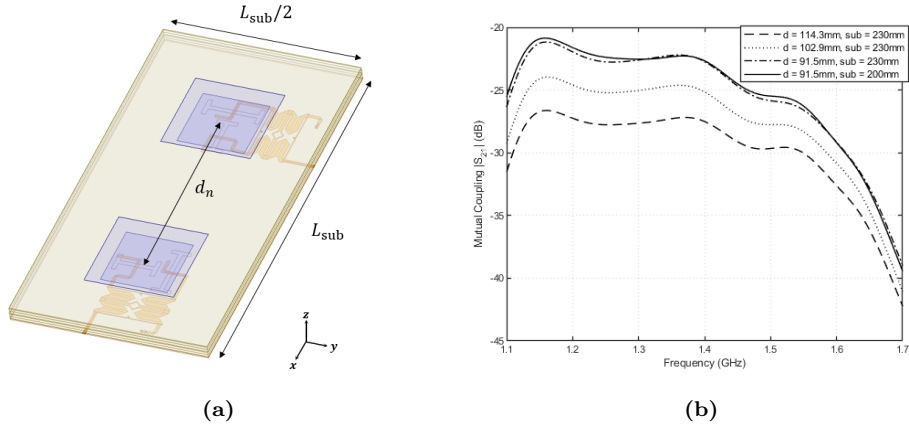 L_sub/2
d_n
L_sub
z
y
x
(a)
-20
-25
-30
-35
-40
-45
Mutual Coupling |S_21| (dB)
d = 114.3mm, sub = 230mm
d = 102.9mm, sub = 230mm
d = 91.5mm, sub = 230mm
d = 91.5mm, sub = 200mm
1.1 1.2 1.3 1.4 1.5 1.6 1.7
Frequency (GHz)
(b)